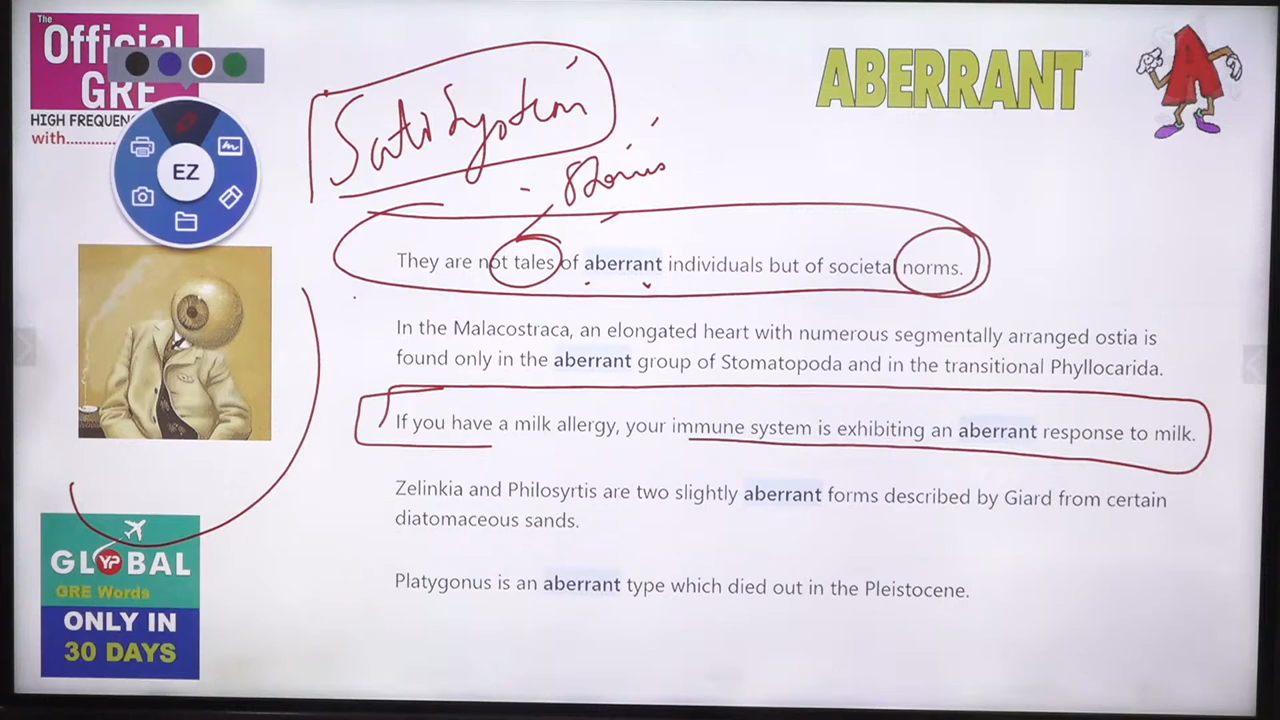 The
Official
GRE
HIGH FREQUEN
with..............
EZ
ABERRANT
They are not tales of aberrant individuals but of societal norms.
In the Malacostraca, an elongated heart with numerous segmentally arranged ostia is
found only in the aberrant group of Stomatopoda and in the transitional Phyllocarida.
If you have a milk allergy, your immune system is exhibiting an aberrant response to milk.
Zelinkia and Philosyrtis are two slightly aberrant forms described by Giard from certain
diatomaceous sands.
Platygonus is an aberrant type which died out in the Pleistocene.
GLYPBAL
GRE Words
ONLY IN
30 DAYS